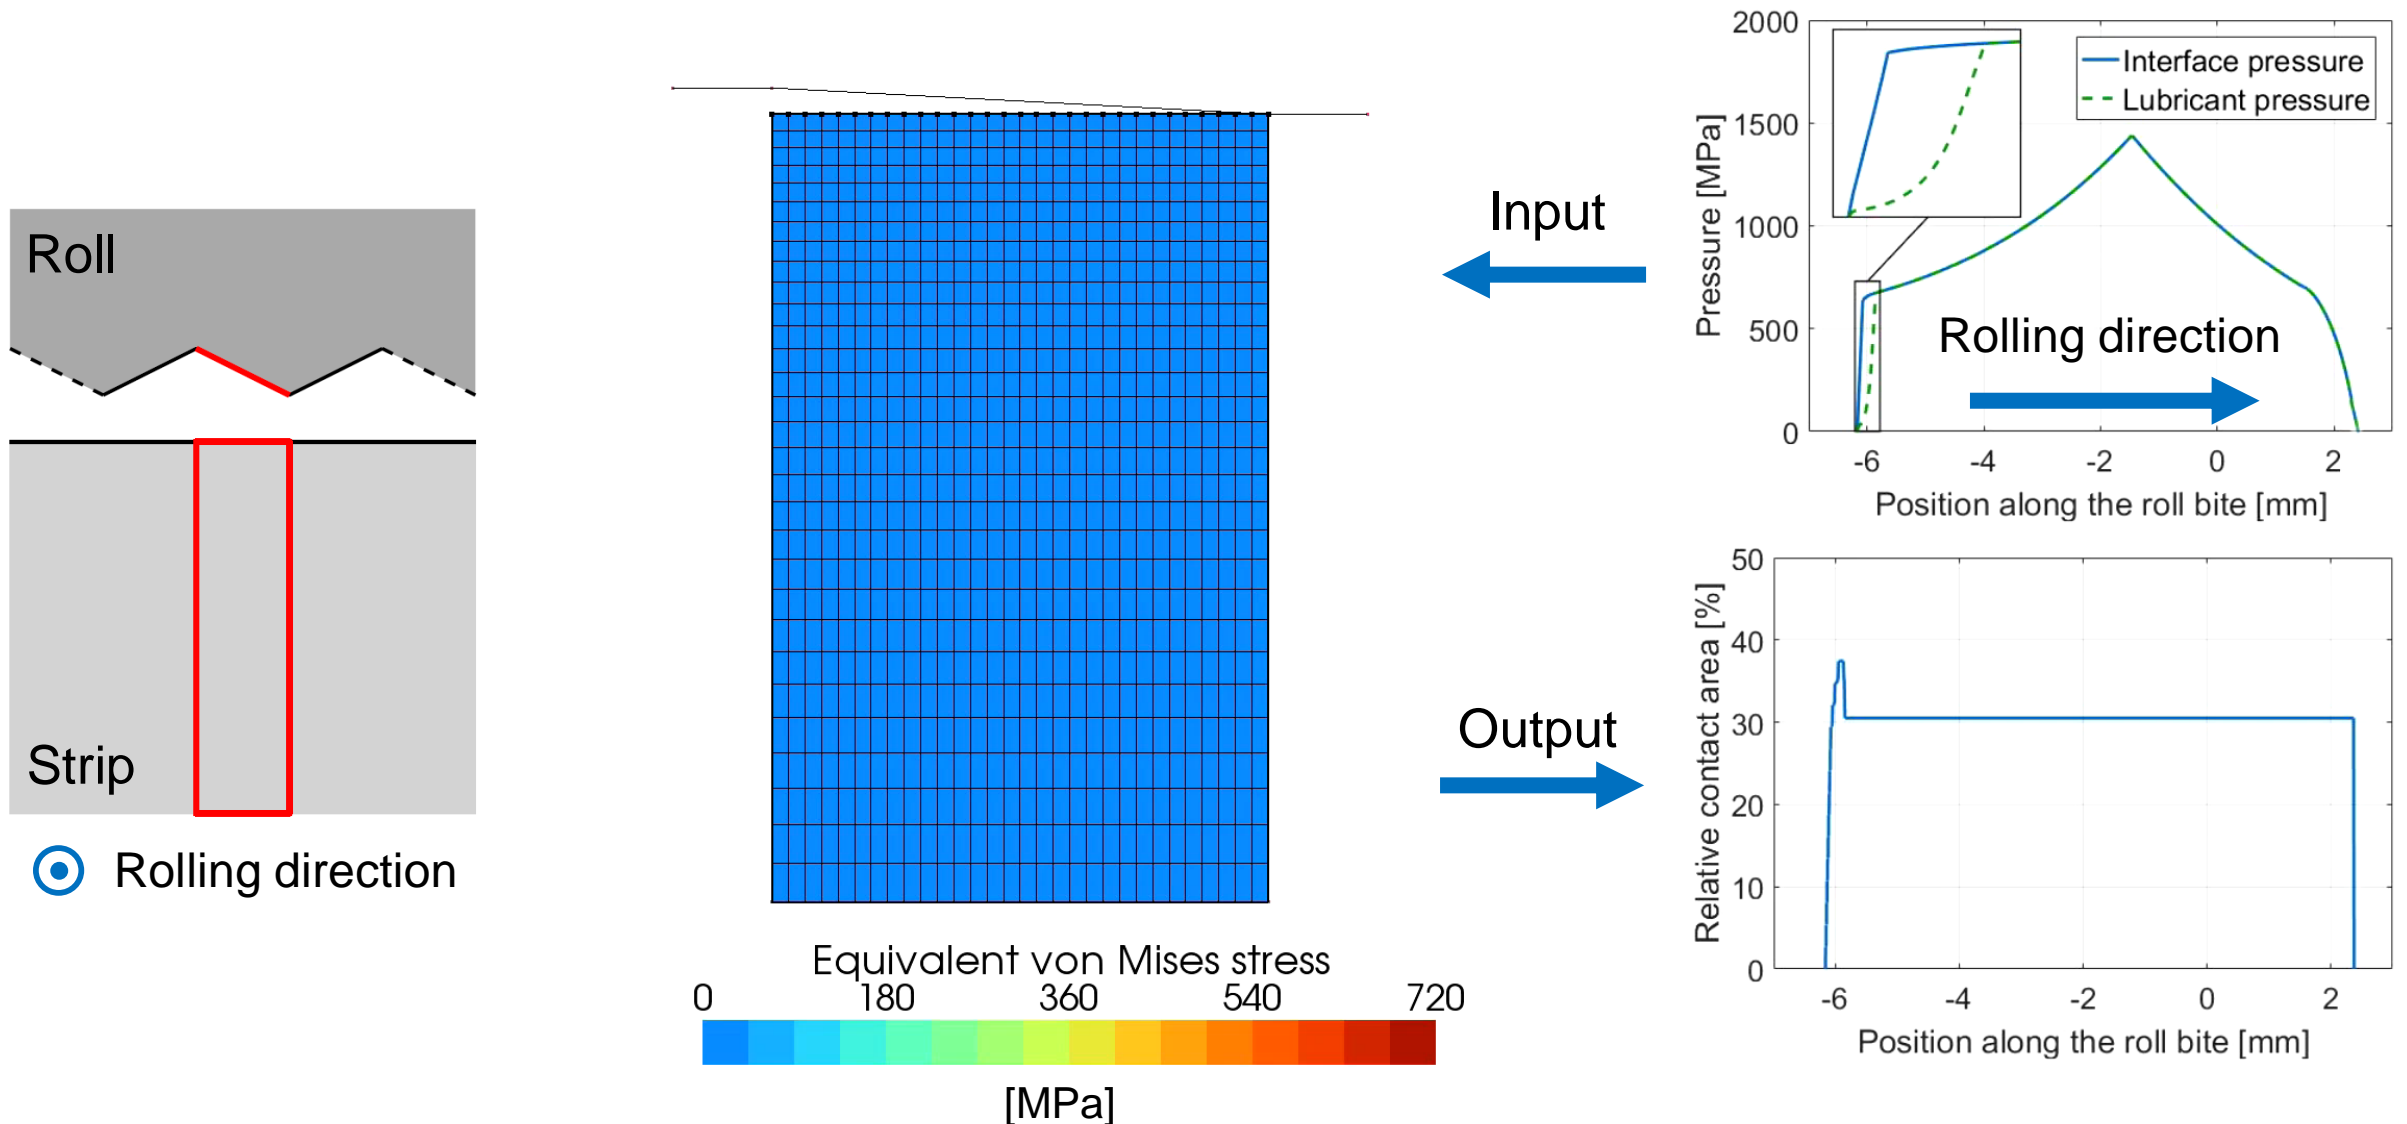 Roll
Strip
Rolling direction
Equivalent von Mises stress
0 180 360 540 720
[MPa]
Input
Output
2000
1500
1000
500
0
Pressure [MPa]
Interface pressure
Lubricant pressure
Rolling direction
-6 -4 -2 0 2
Position along the roll bite [mm]
50
40
30
20
10
0
Relative contact area [%]
-6 -4 -2 0 2
Position along the roll bite [mm]